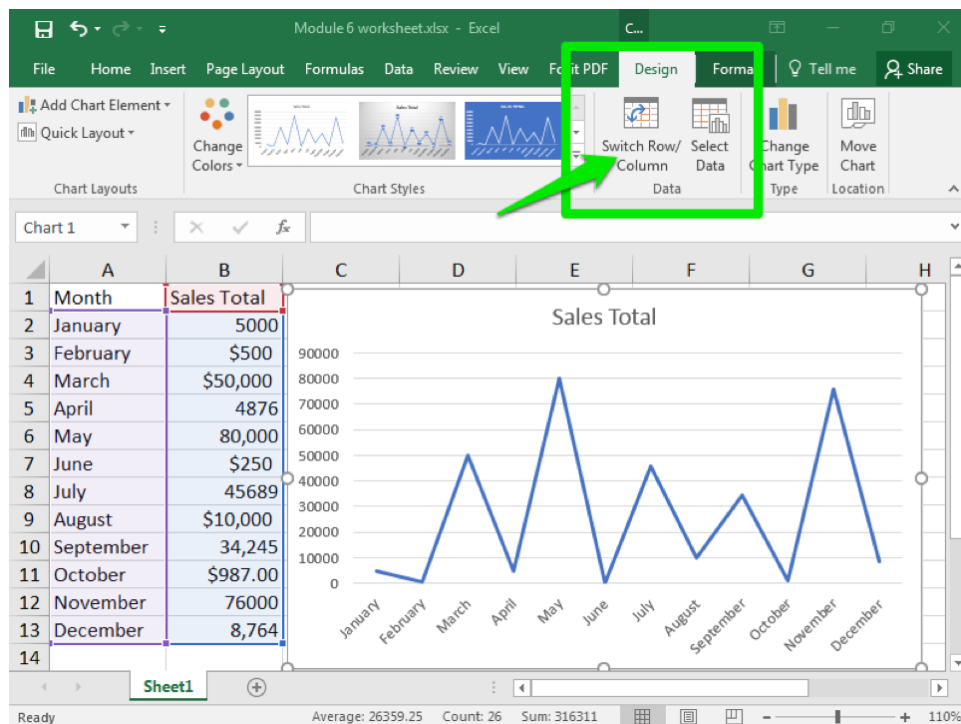 Module 6 worksheet.xlsx - Excel
C...
File Home Insert Page Layout Formulas Data Review View Fo it PDF Design Forma Tell me Share
Add Chart Element
Quick Layout
Change
Colors
Switch Row/
Column
Select
Data
Change
Chart Type
Move
Chart
Chart Layouts Chart Styles Data Type Location
Chart 1 fx
A B C D E F G H
1 Month Sales Total
2 January 5000
3 February $500
4 March $50,000
5 April 4876
6 May 80,000
7 June $250
8 July 45689
9 August $10,000
10 September 34,245
11 October $987.00
12 November 76000
13 December 8,764
14
Sales Total
90000
80000
70000
60000
50000
40000
30000
20000
10000
0
January February March April May June July August September October November December
Sheet1
Ready Average: 26359.25 Count: 26 Sum: 316311 110%